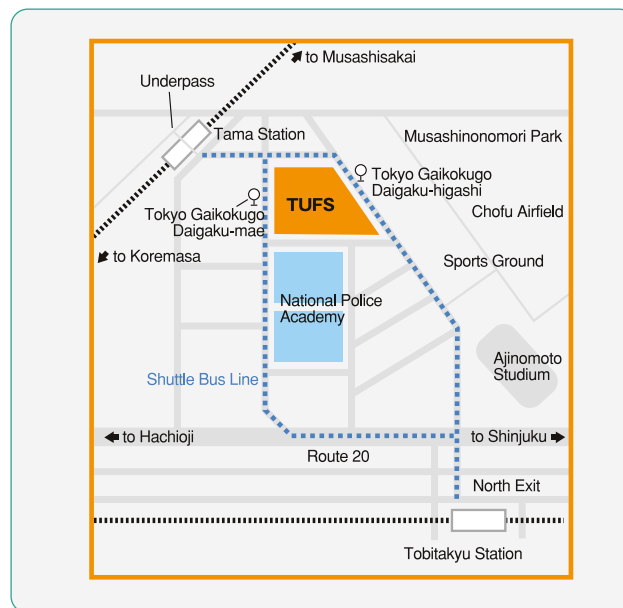 to Musashisakai
Underpass
Tama Station
Musashinonomori Park
Tokyo Gaikokugo
Daigaku-higashi
TUFS
Tokyo Gaikokugo
Daigaku-mae
Chofu Airfield
to Koremasa
Sports Ground
National Police
Academy
Ajinomoto
Studium
Shuttle Bus Line
to Hachioji
to Shinjuku
Route 20
North Exit
Tobitakyu Station